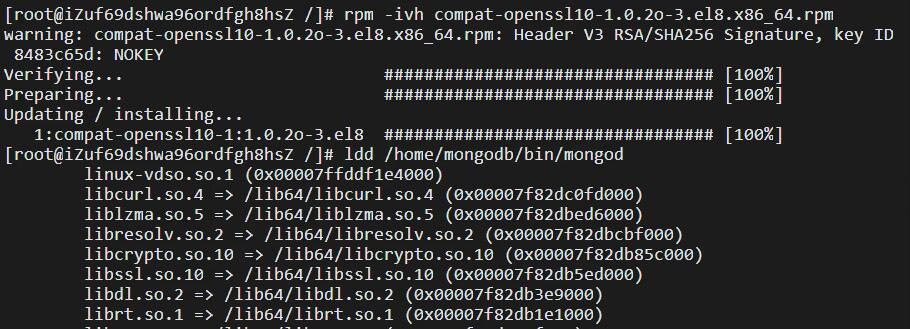 [root@iZuf69dshwa96ordfgh8hsZ /]# rpm -ivh compat-openssl10-1.0.2o-3.el8.x86_64.rpm
warning: compat-openssl10-1.0.2o-3.el8.x86_64.rpm: Header V3 RSA/SHA256 Signature, key ID
8483c65d: NOKEY
Verifying... ################################# [100%]
Preparing... ################################# [100%]
Updating / installing...
1:compat-openssl10-1:1.0.2o-3.el8 ################################# [100%]
[root@iZuf69dshwa96ordfgh8hsZ /]# ldd /home/mongodb/bin/mongod
linux-vdso.so.1 (0x00007ffddf1e4000)
libcurl.so.4 => /lib64/libcurl.so.4 (0x00007f82dc0fd000)
liblzma.so.5 => /lib64/liblzma.so.5 (0x00007f82dbed6000)
libresolv.so.2 => /lib64/libresolv.so.2 (0x00007f82dbcbf000)
libcrypto.so.10 => /lib64/libcrypto.so.10 (0x00007f82db85c000)
libssl.so.10 => /lib64/libssl.so.10 (0x00007f82db5ed000)
libdl.so.2 => /lib64/libdl.so.2 (0x00007f82db3e9000)
librt.so.1 => /lib64/librt.so.1 (0x00007f82db1e1000)